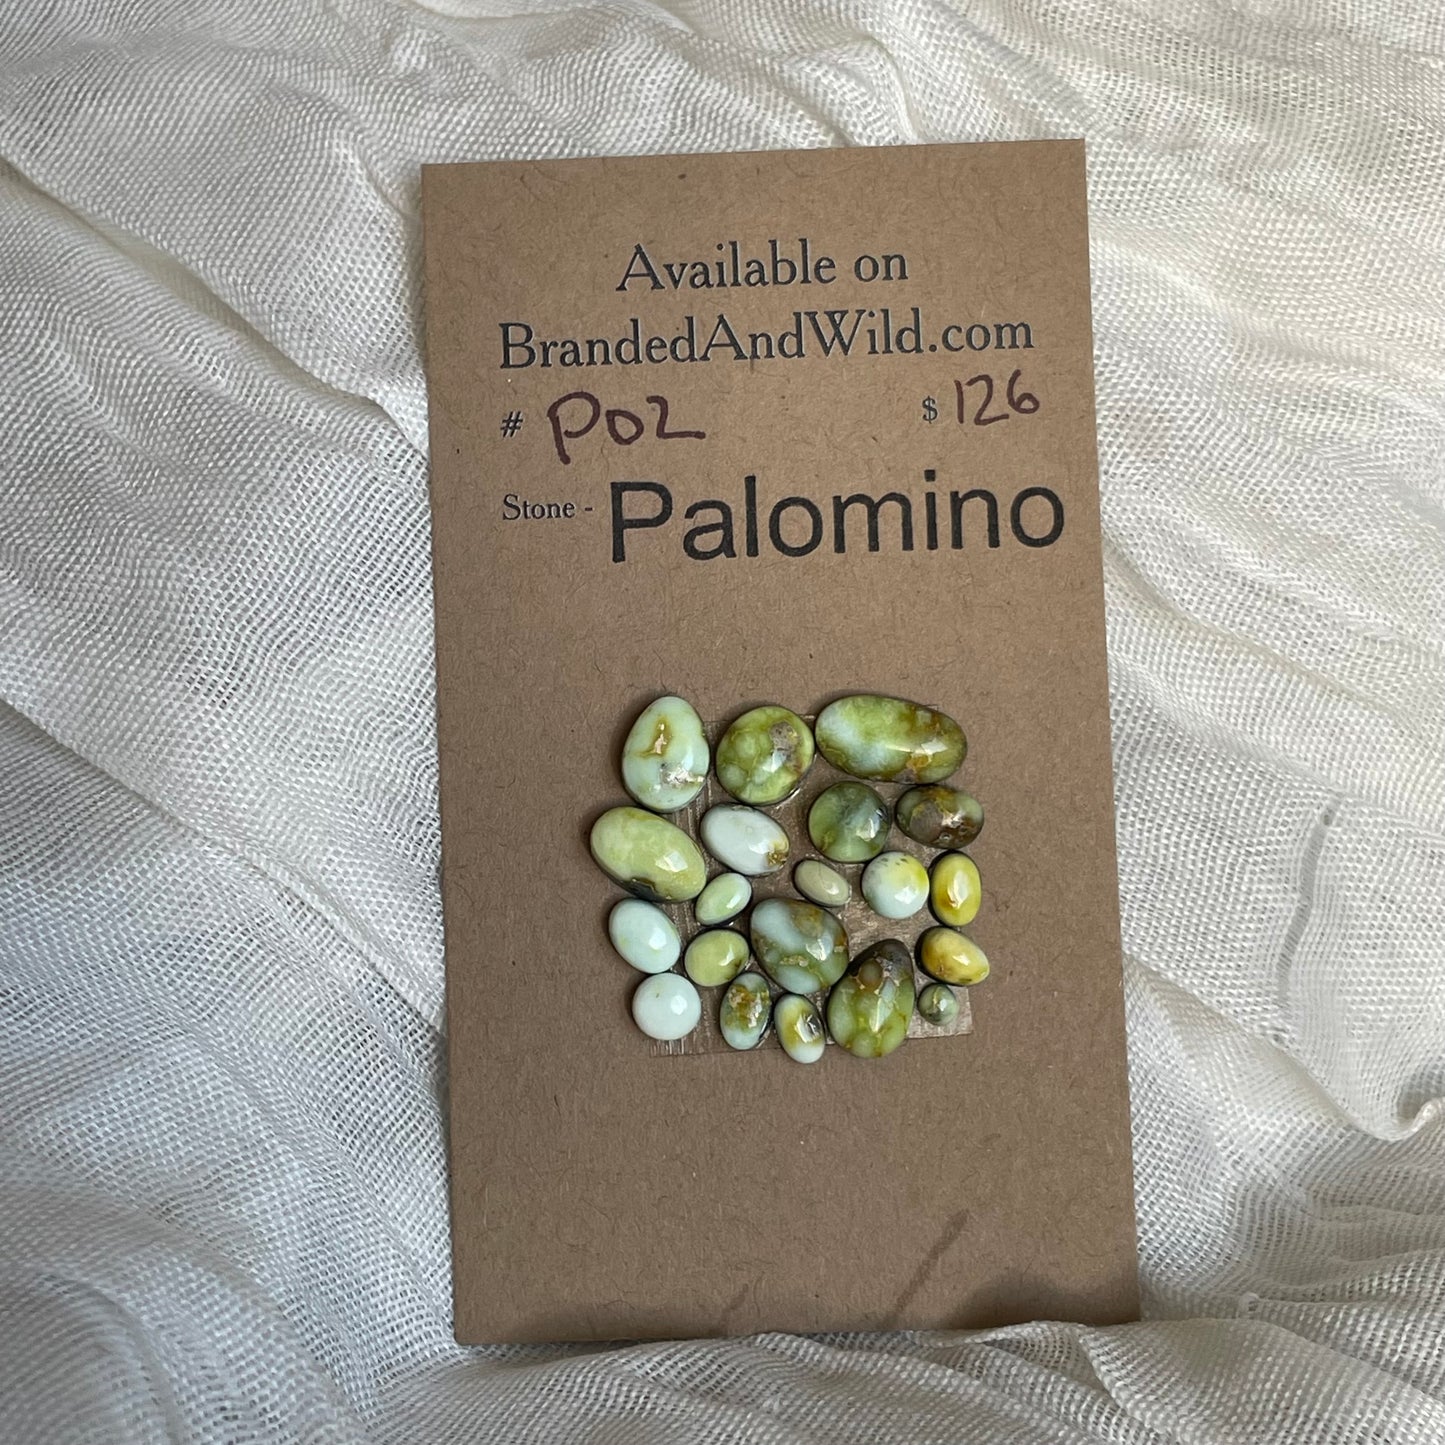 Available on
BrandedAndWild.com
# P02 $ 126
Stone - Palomino